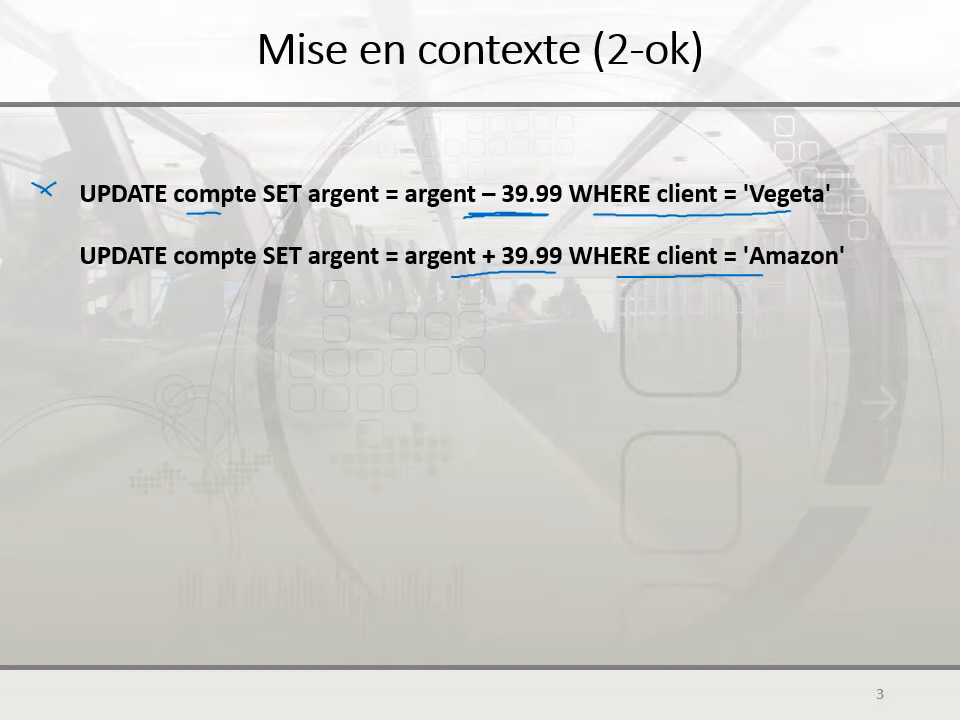 Mise en contexte (2-ok)
UPDATE compte SET argent = argent – 39.99 WHERE client = 'Vegeta'
UPDATE compte SET argent = argent + 39.99 WHERE client = 'Amazon'
3